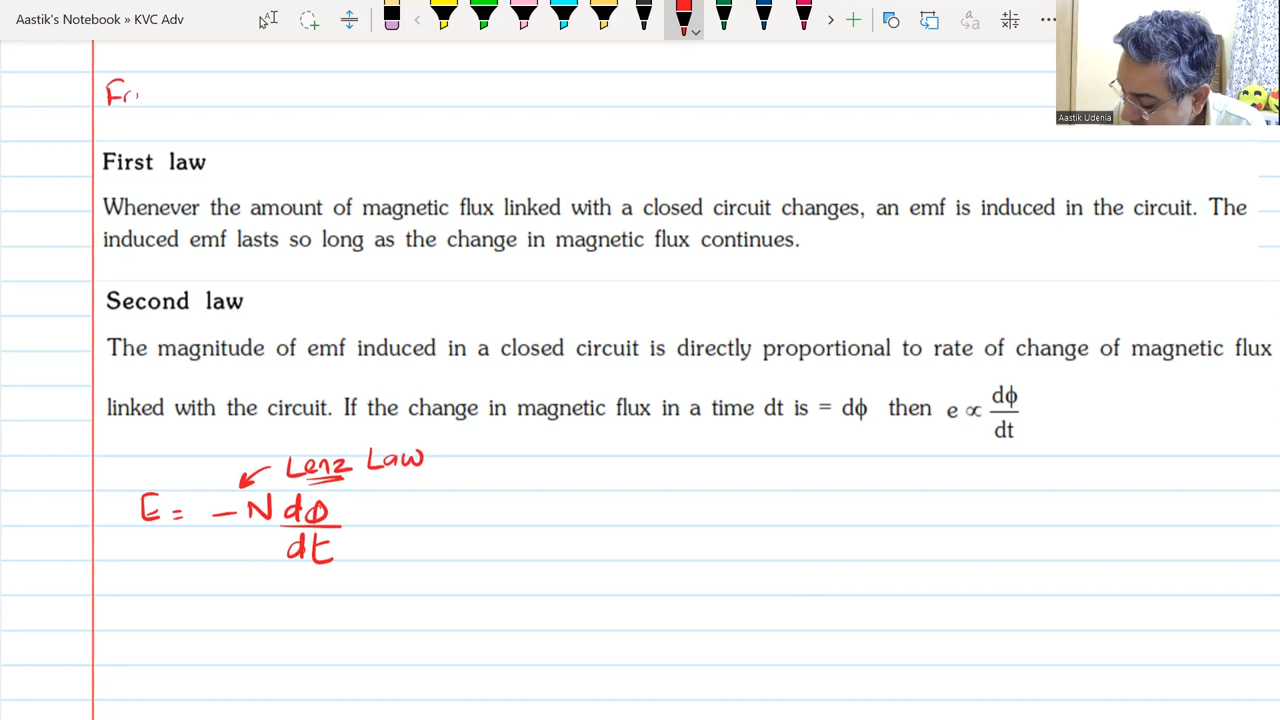 Aastik's Notebook » KVC Adv
Aastik Udenia
First law
Whenever the amount of magnetic flux linked with a closed circuit changes, an emf is induced in the circuit. The
induced emf lasts so long as the change in magnetic flux continues.
Second law
The magnitude of emf induced in a closed circuit is directly proportional to rate of change of magnetic flux
linked with the circuit. If the change in magnetic flux in a time dt is = dϕ then e ∝ dϕ/dt
Lenz Law
E = - N dϕ/dt